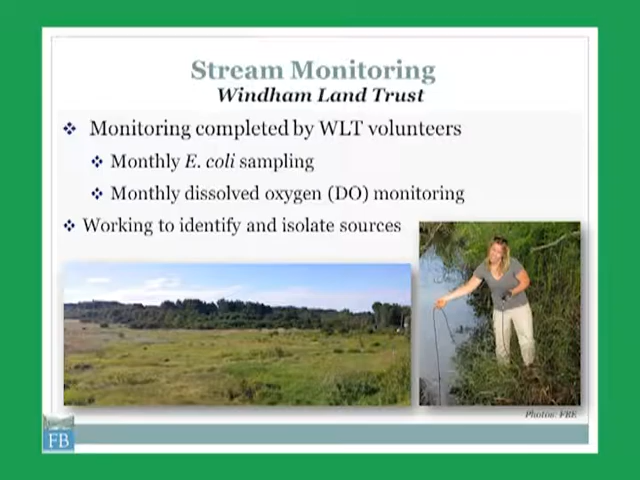 Stream Monitoring
Windham Land Trust
Monitoring completed by WLT volunteers
Monthly E. coli sampling
Monthly dissolved oxygen (DO) monitoring
Working to identify and isolate sources
Photos: FBE
FB